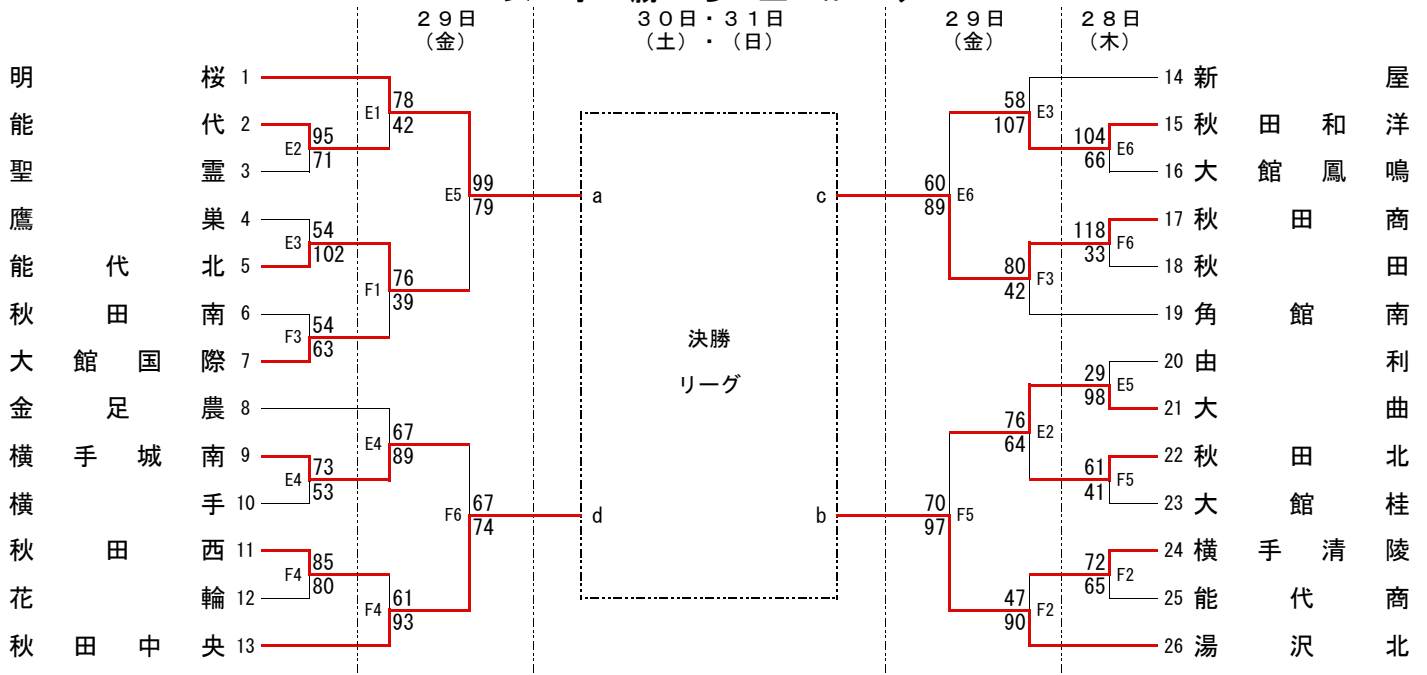 29日 30日・31日 29日 28日
(金) (土)・(日) (金) (木)
明桜 1
能代 2
聖霊 3
鷹巣 4
能代北 5
秋田南 6
大館国際 7
金足農 8
横手城南 9
横手 10
秋田西 11
花輪 12
秋田中央 13
E2 95 71
E3 54 102
F3 54 63
E4 73 53
F4 85 80
E1 78 42
F1 76 39
E4 67 89
F4 61 93
E5 99 79
F6 67 74
a
d
決勝
リーグ
c
b
60 89 E6
70 97 F5
58 107 E3
80 42 F3
76 64 E2
47 90 F2
104 66 E6
118 33 F6
29 98 E5
61 41 F5
72 65 F2
14 新屋
15 秋田和洋
16 大館鳳鳴
17 秋田商
18 秋田
19 角館南
20 由利
21 大曲
22 秋田北
23 大館桂
24 横手清陵
25 能代商
26 湯沢北